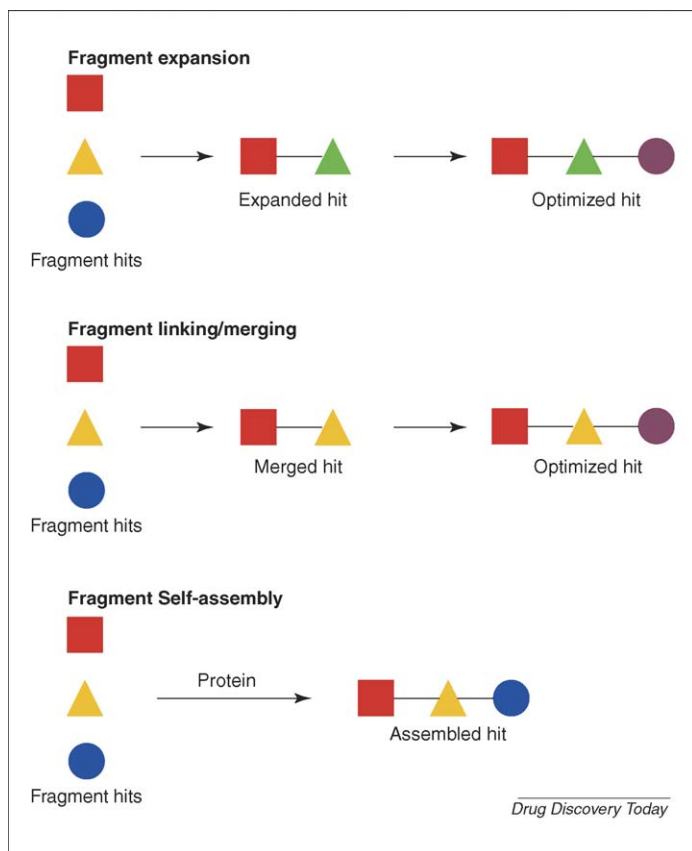 Fragment expansion
Expanded hit
Optimized hit
Fragment hits
Fragment linking/merging
Merged hit
Optimized hit
Fragment hits
Fragment Self-assembly
Protein
Assembled hit
Fragment hits
Drug Discovery Today